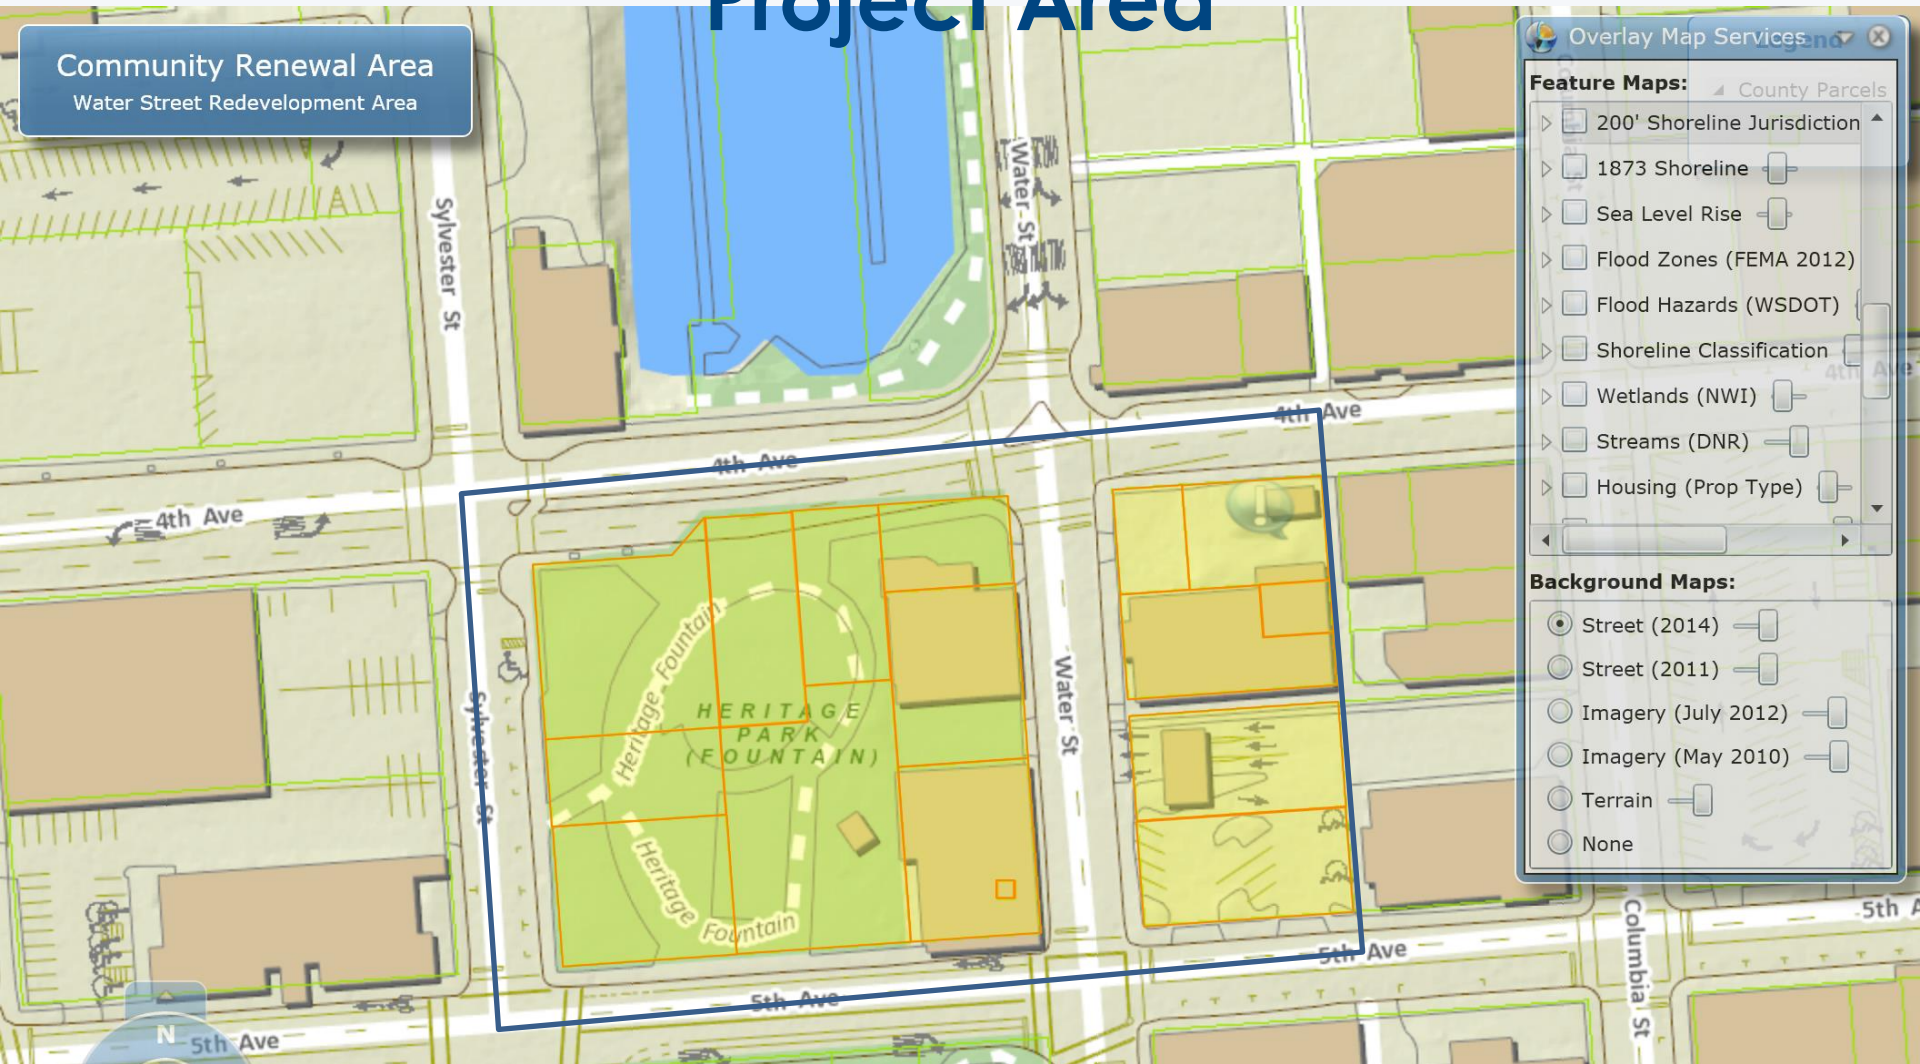 Project Area
Community Renewal Area
Water Street Redevelopment Area
Overlay Map Services
Legend
Feature Maps:
County Parcels
200' Shoreline Jurisdiction
1873 Shoreline
Sea Level Rise
Flood Zones (FEMA 2012)
Flood Hazards (WSDOT)
Shoreline Classification
Wetlands (NWI)
Streams (DNR)
Housing (Prop Type)
Background Maps:
Street (2014)
Street (2011)
Imagery (July 2012)
Imagery (May 2010)
Terrain
None
Sylvester St
Water St
4th Ave
4th Ave
4th Ave
4th Ave
Sylvester St
Heritage Fountain
HERITAGE
PARK
(FOUNTAIN)
Heritage
Fountain
Water St
5th Ave
5th Ave
5th Ave
5th A
Columbia St
N